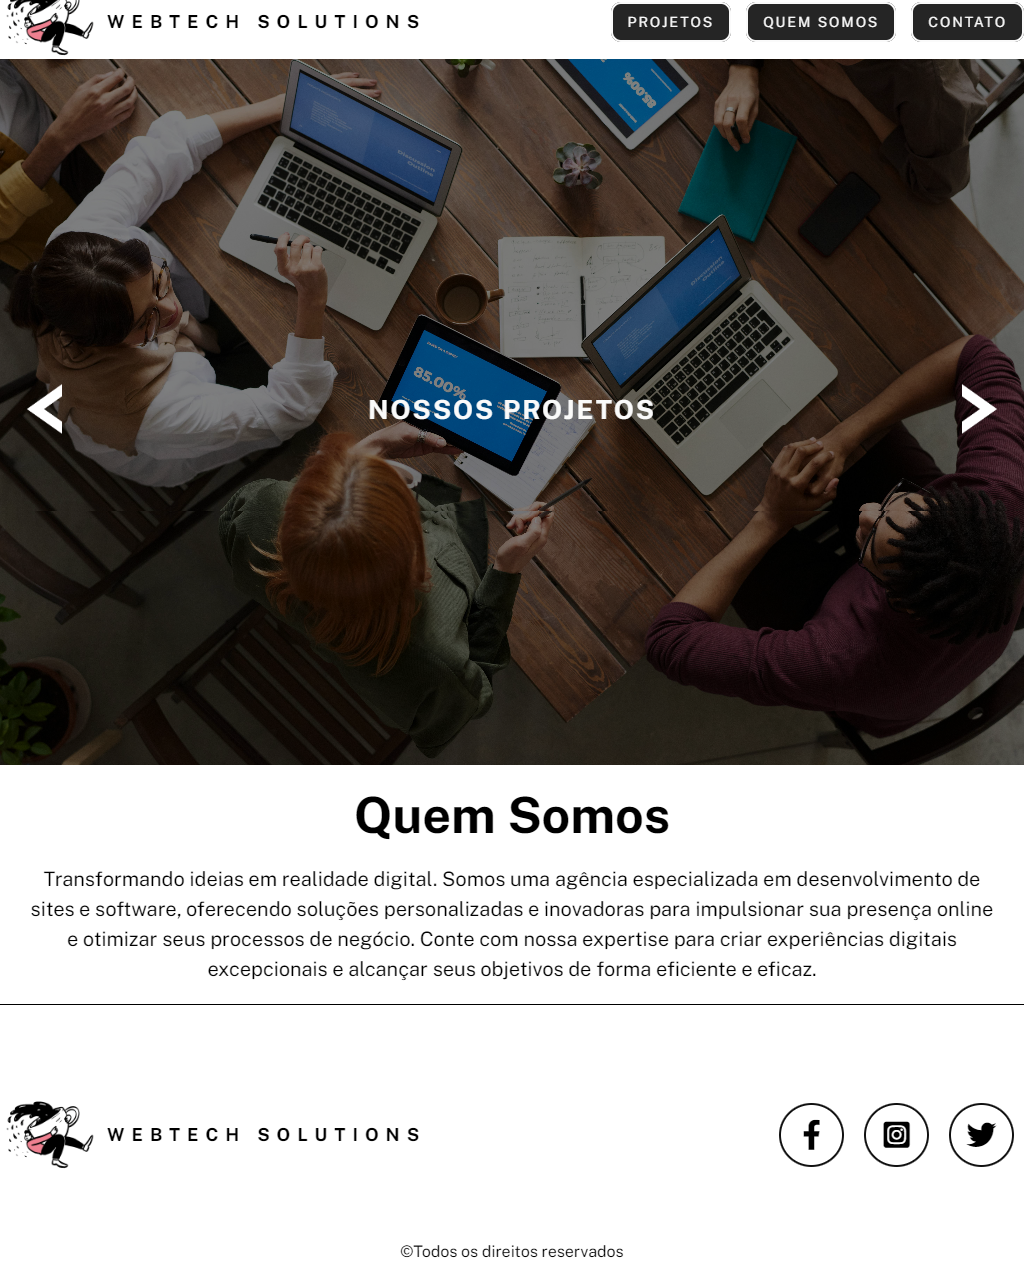 WEBTECH SOLUTIONS
PROJETOS
QUEM SOMOS
CONTATO
85.00%
85.00%
NOSSOS PROJETOS
Quem Somos
Transformando ideias em realidade digital. Somos uma agência especializada em desenvolvimento de
sites e software, oferecendo soluções personalizadas e inovadoras para impulsionar sua presença online
e otimizar seus processos de negócio. Conte com nossa expertise para criar experiências digitais
excepcionais e alcançar seus objetivos de forma eficiente e eficaz.
WEBTECH SOLUTIONS
©Todos os direitos reservados